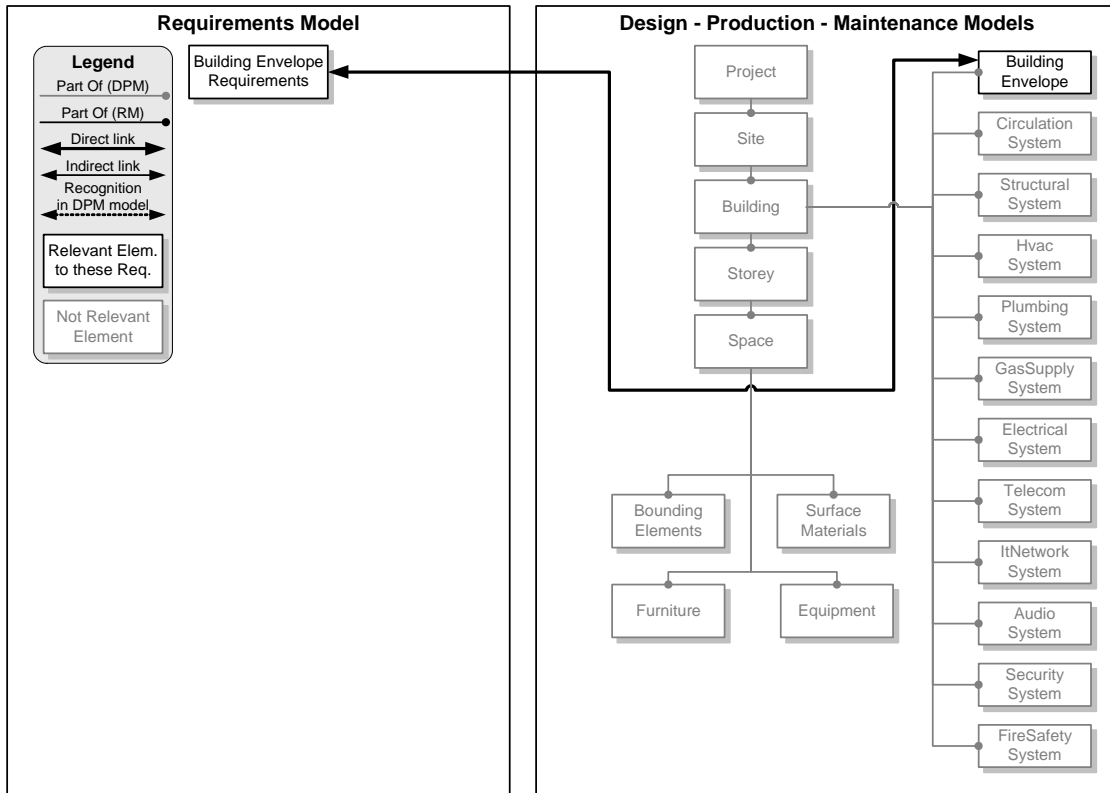 Requirements Model
Legend
Part Of (DPM)
Part Of (RM)
Direct link
Indirect link
Recognition
in DPM model
Relevant Elem.
to these Req.
Not Relevant
Element
Building Envelope
Requirements
Design - Production - Maintenance Models
Project
Site
Building
Storey
Space
Bounding
Elements
Surface
Materials
Furniture
Equipment
Building
Envelope
Circulation
System
Structural
System
Hvac
System
Plumbing
System
GasSupply
System
Electrical
System
Telecom
System
ItNetwork
System
Audio
System
Security
System
FireSafety
System